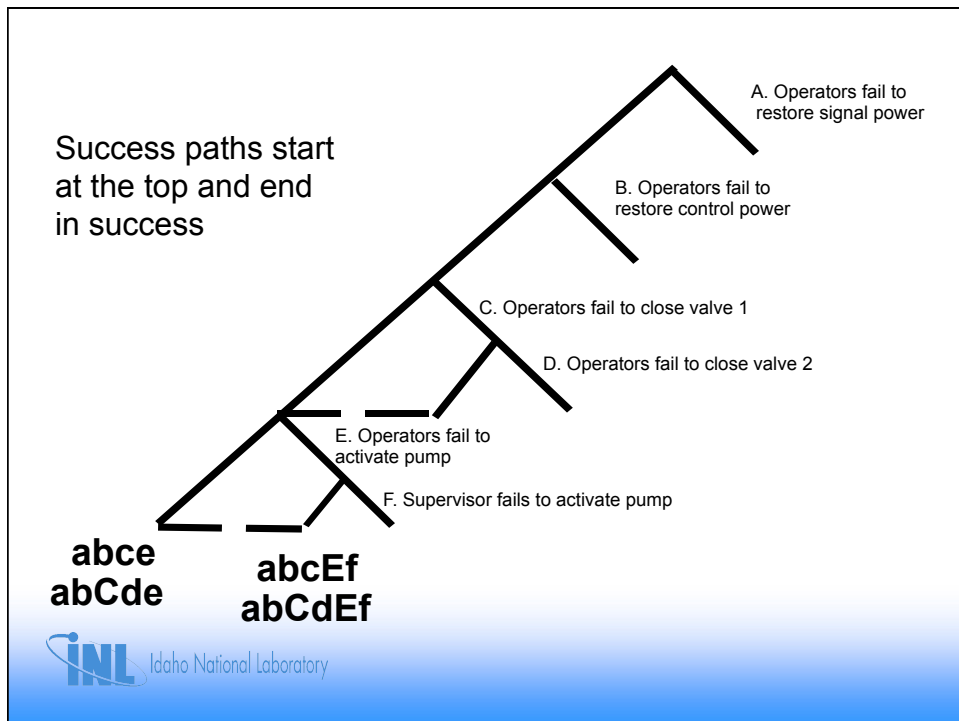 Success paths start
at the top and end
in success
A. Operators fail to
restore signal power
B. Operators fail to
restore control power
C. Operators fail to close valve 1
D. Operators fail to close valve 2
E. Operators fail to
activate pump
F. Supervisor fails to activate pump
abce
abCde
abcEf
abCdEf
INL Idaho National Laboratory